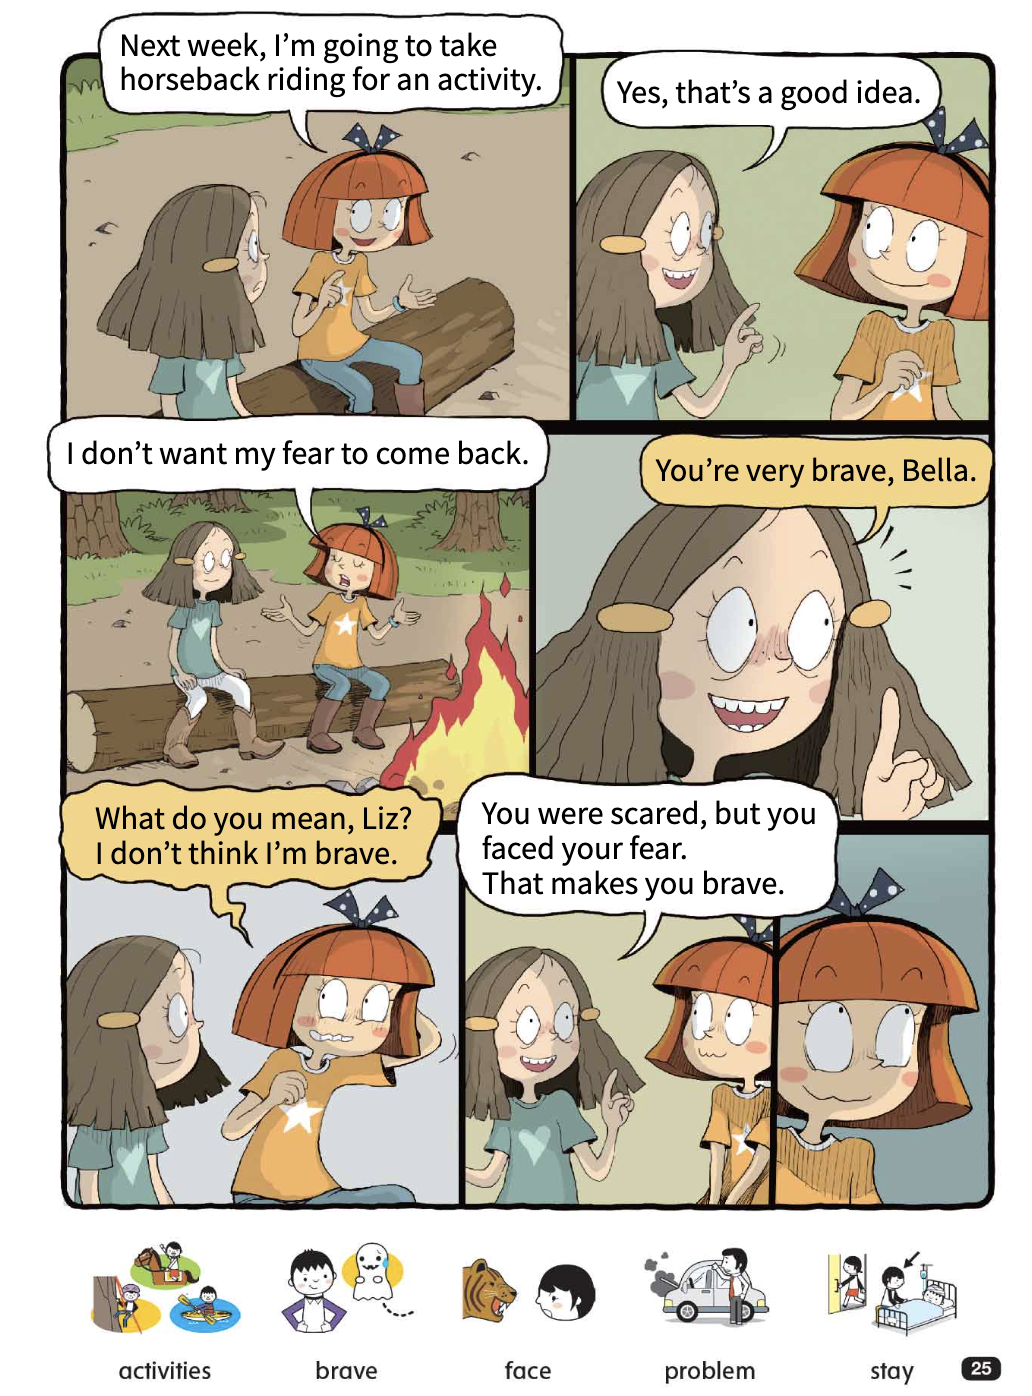 Next week, I'm going to take
horseback riding for an activity.
Yes, that's a good idea.
I don't want my fear to come back.
You're very brave, Bella.
What do you mean, Liz?
I don't think I'm brave.
You were scared, but you
faced your fear.
That makes you brave.
activities
brave
face
problem
stay
25